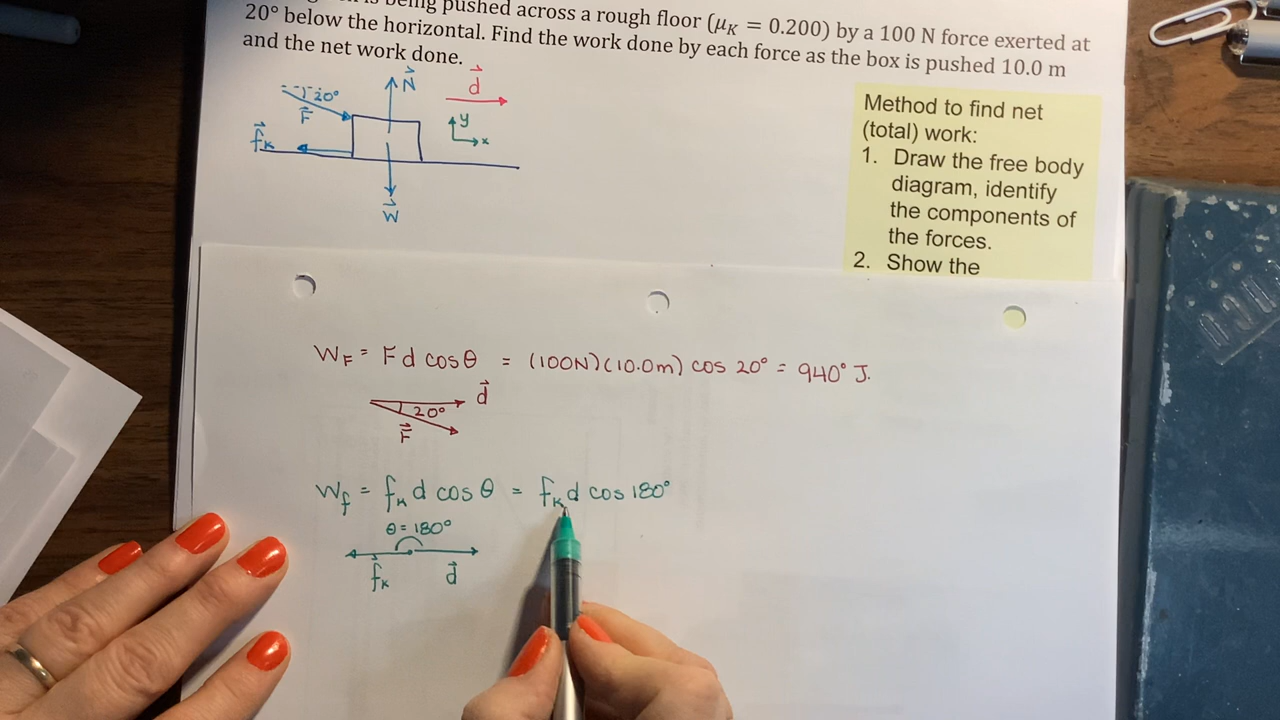 being pushed across a rough floor (μK = 0.200) by a 100 N force exerted at
20° below the horizontal. Find the work done by each force as the box is pushed 10.0 m
and the net work done.
N
d
20°
F
y
x
fK
W
Method to find net
(total) work:
1. Draw the free body
diagram, identify
the components of
the forces.
2. Show the
WF = F d cosθ = (100N)(10.0m) cos 20° = 940° J.
d
20°
F
Wf = fK d cos θ = fK d cos 180°
θ = 180°
fK
d